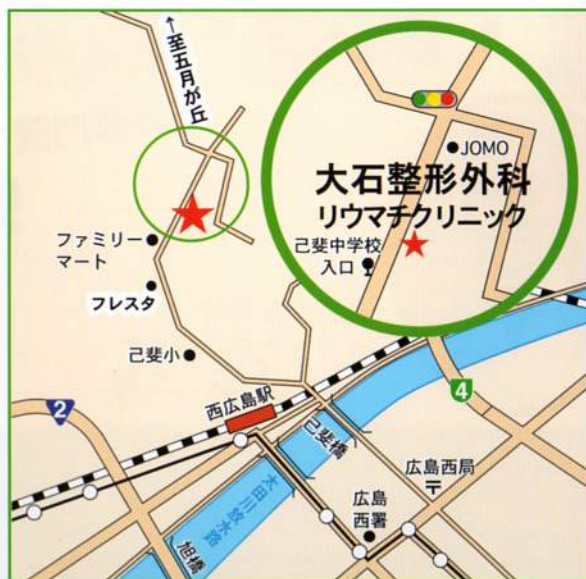 ↑至五月が丘
JOMO
大石整形外科
リウマチクリニック
己斐中学校
入口
ファミリー
マート
フレスタ
己斐小
西広島駅
2
4
己斐橋
広島西局
〒
太田川放水路
広島
西署
旭橋